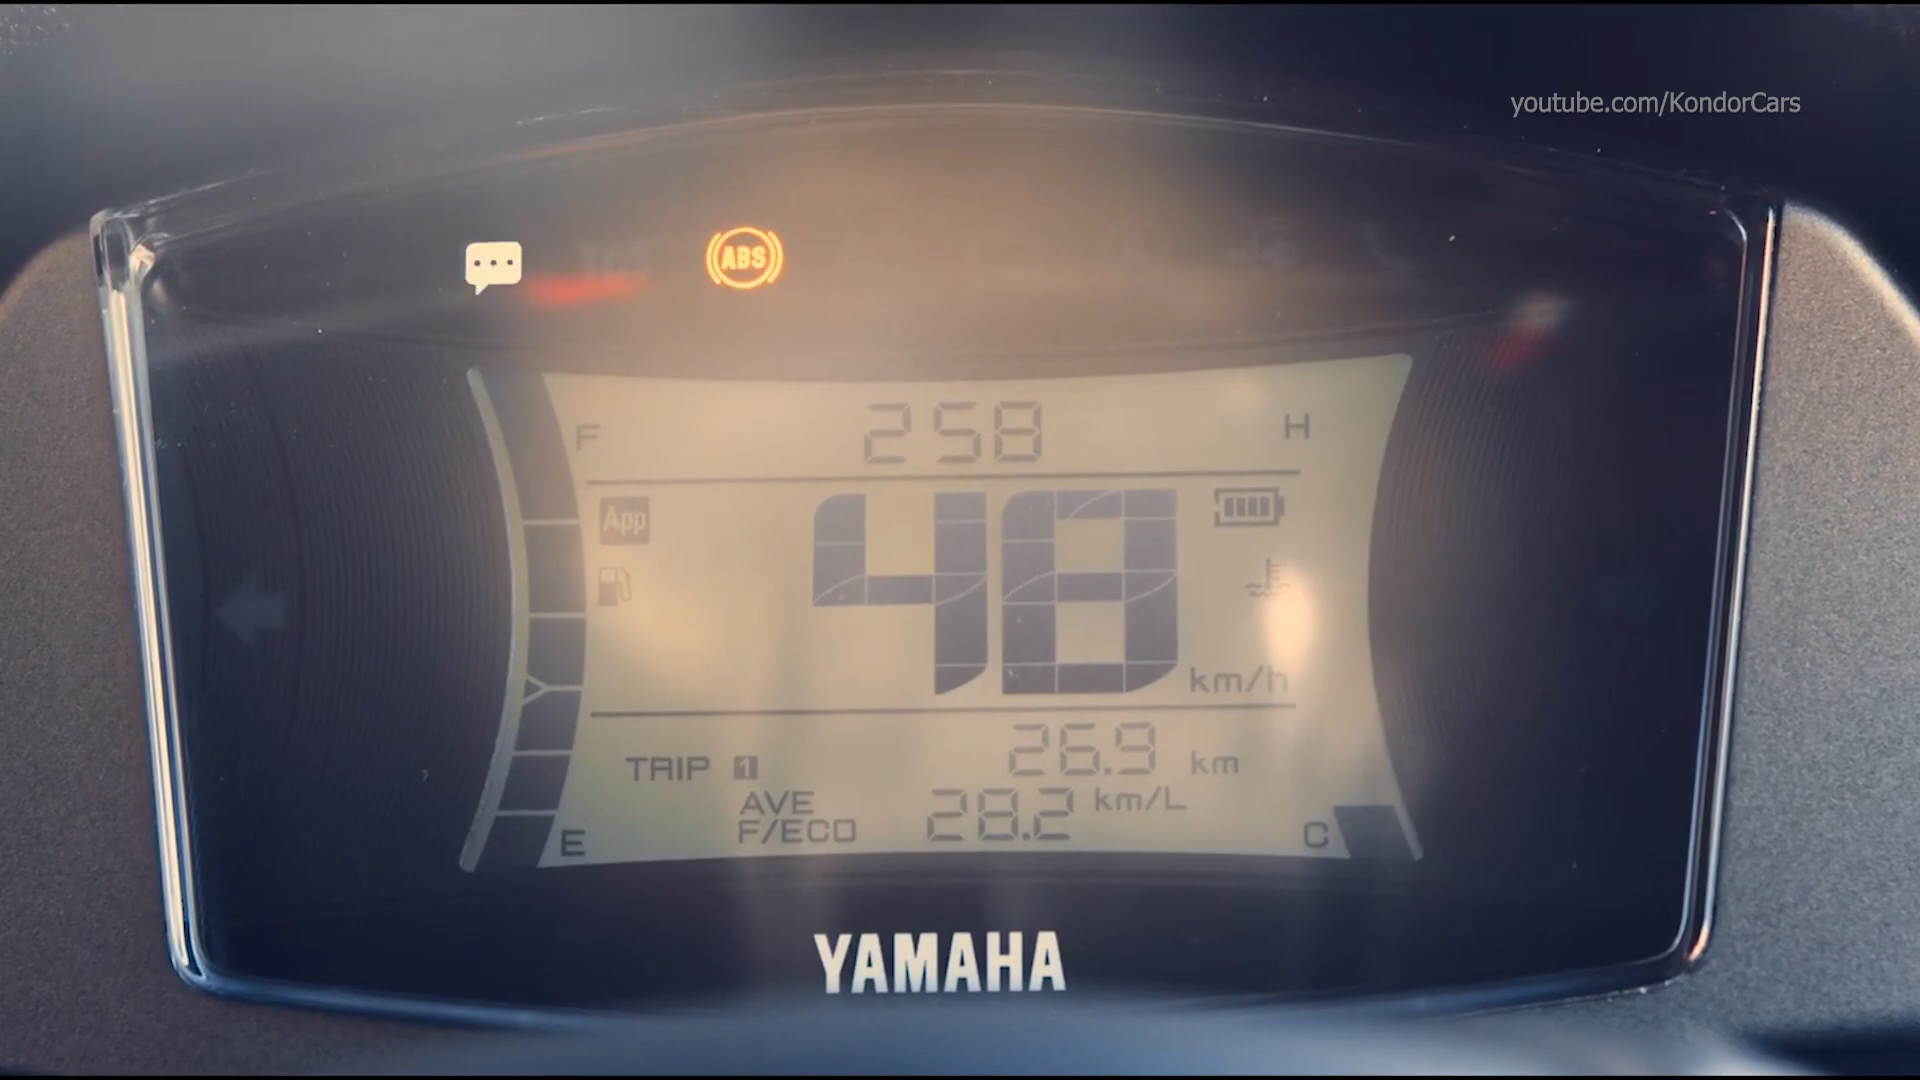 youtube.com/KondorCars
ABS
F 258 H
App
48 km/h
TRIP 1 26.9 km
AVE
F/ECO 28.2 km/L
E C
YAMAHA